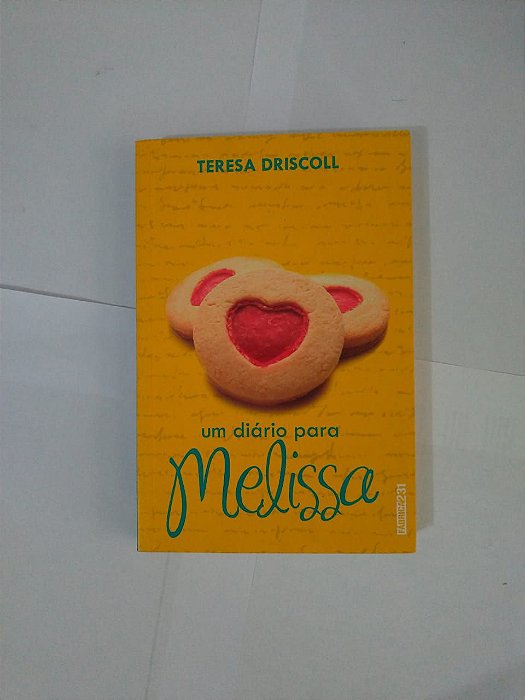 TERESA DRISCOLL
um diário para
Melissa
FÁBRICA231